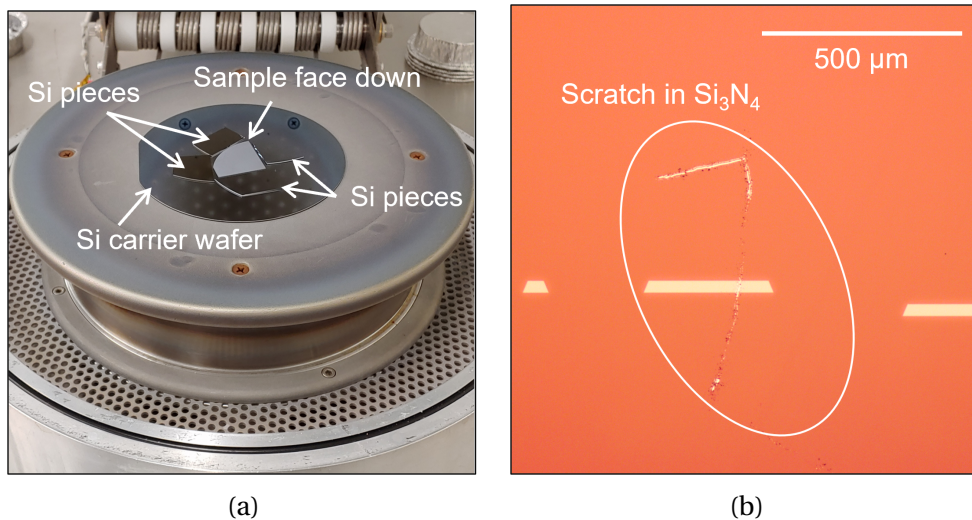 Sample face down
Si pieces
Si pieces
Si carrier wafer
(a)
500 µm
Scratch in Si₃N₄
(b)